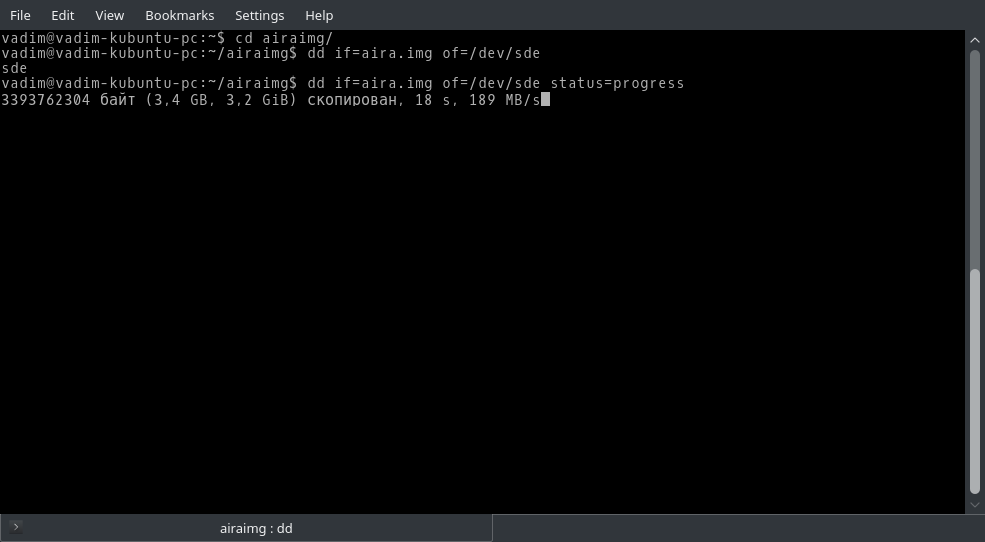 File Edit View Bookmarks Settings Help
vadim@vadim-kubuntu-pc:~$ cd airaimg/
vadim@vadim-kubuntu-pc:~/airaimg$ dd if=aira.img of=/dev/sde
sde
vadim@vadim-kubuntu-pc:~/airaimg$ dd if=aira.img of=/dev/sde status=progress
3393762304 байт (3,4 GB, 3,2 GiB) скопирован, 18 s, 189 MB/s
airaimg : dd